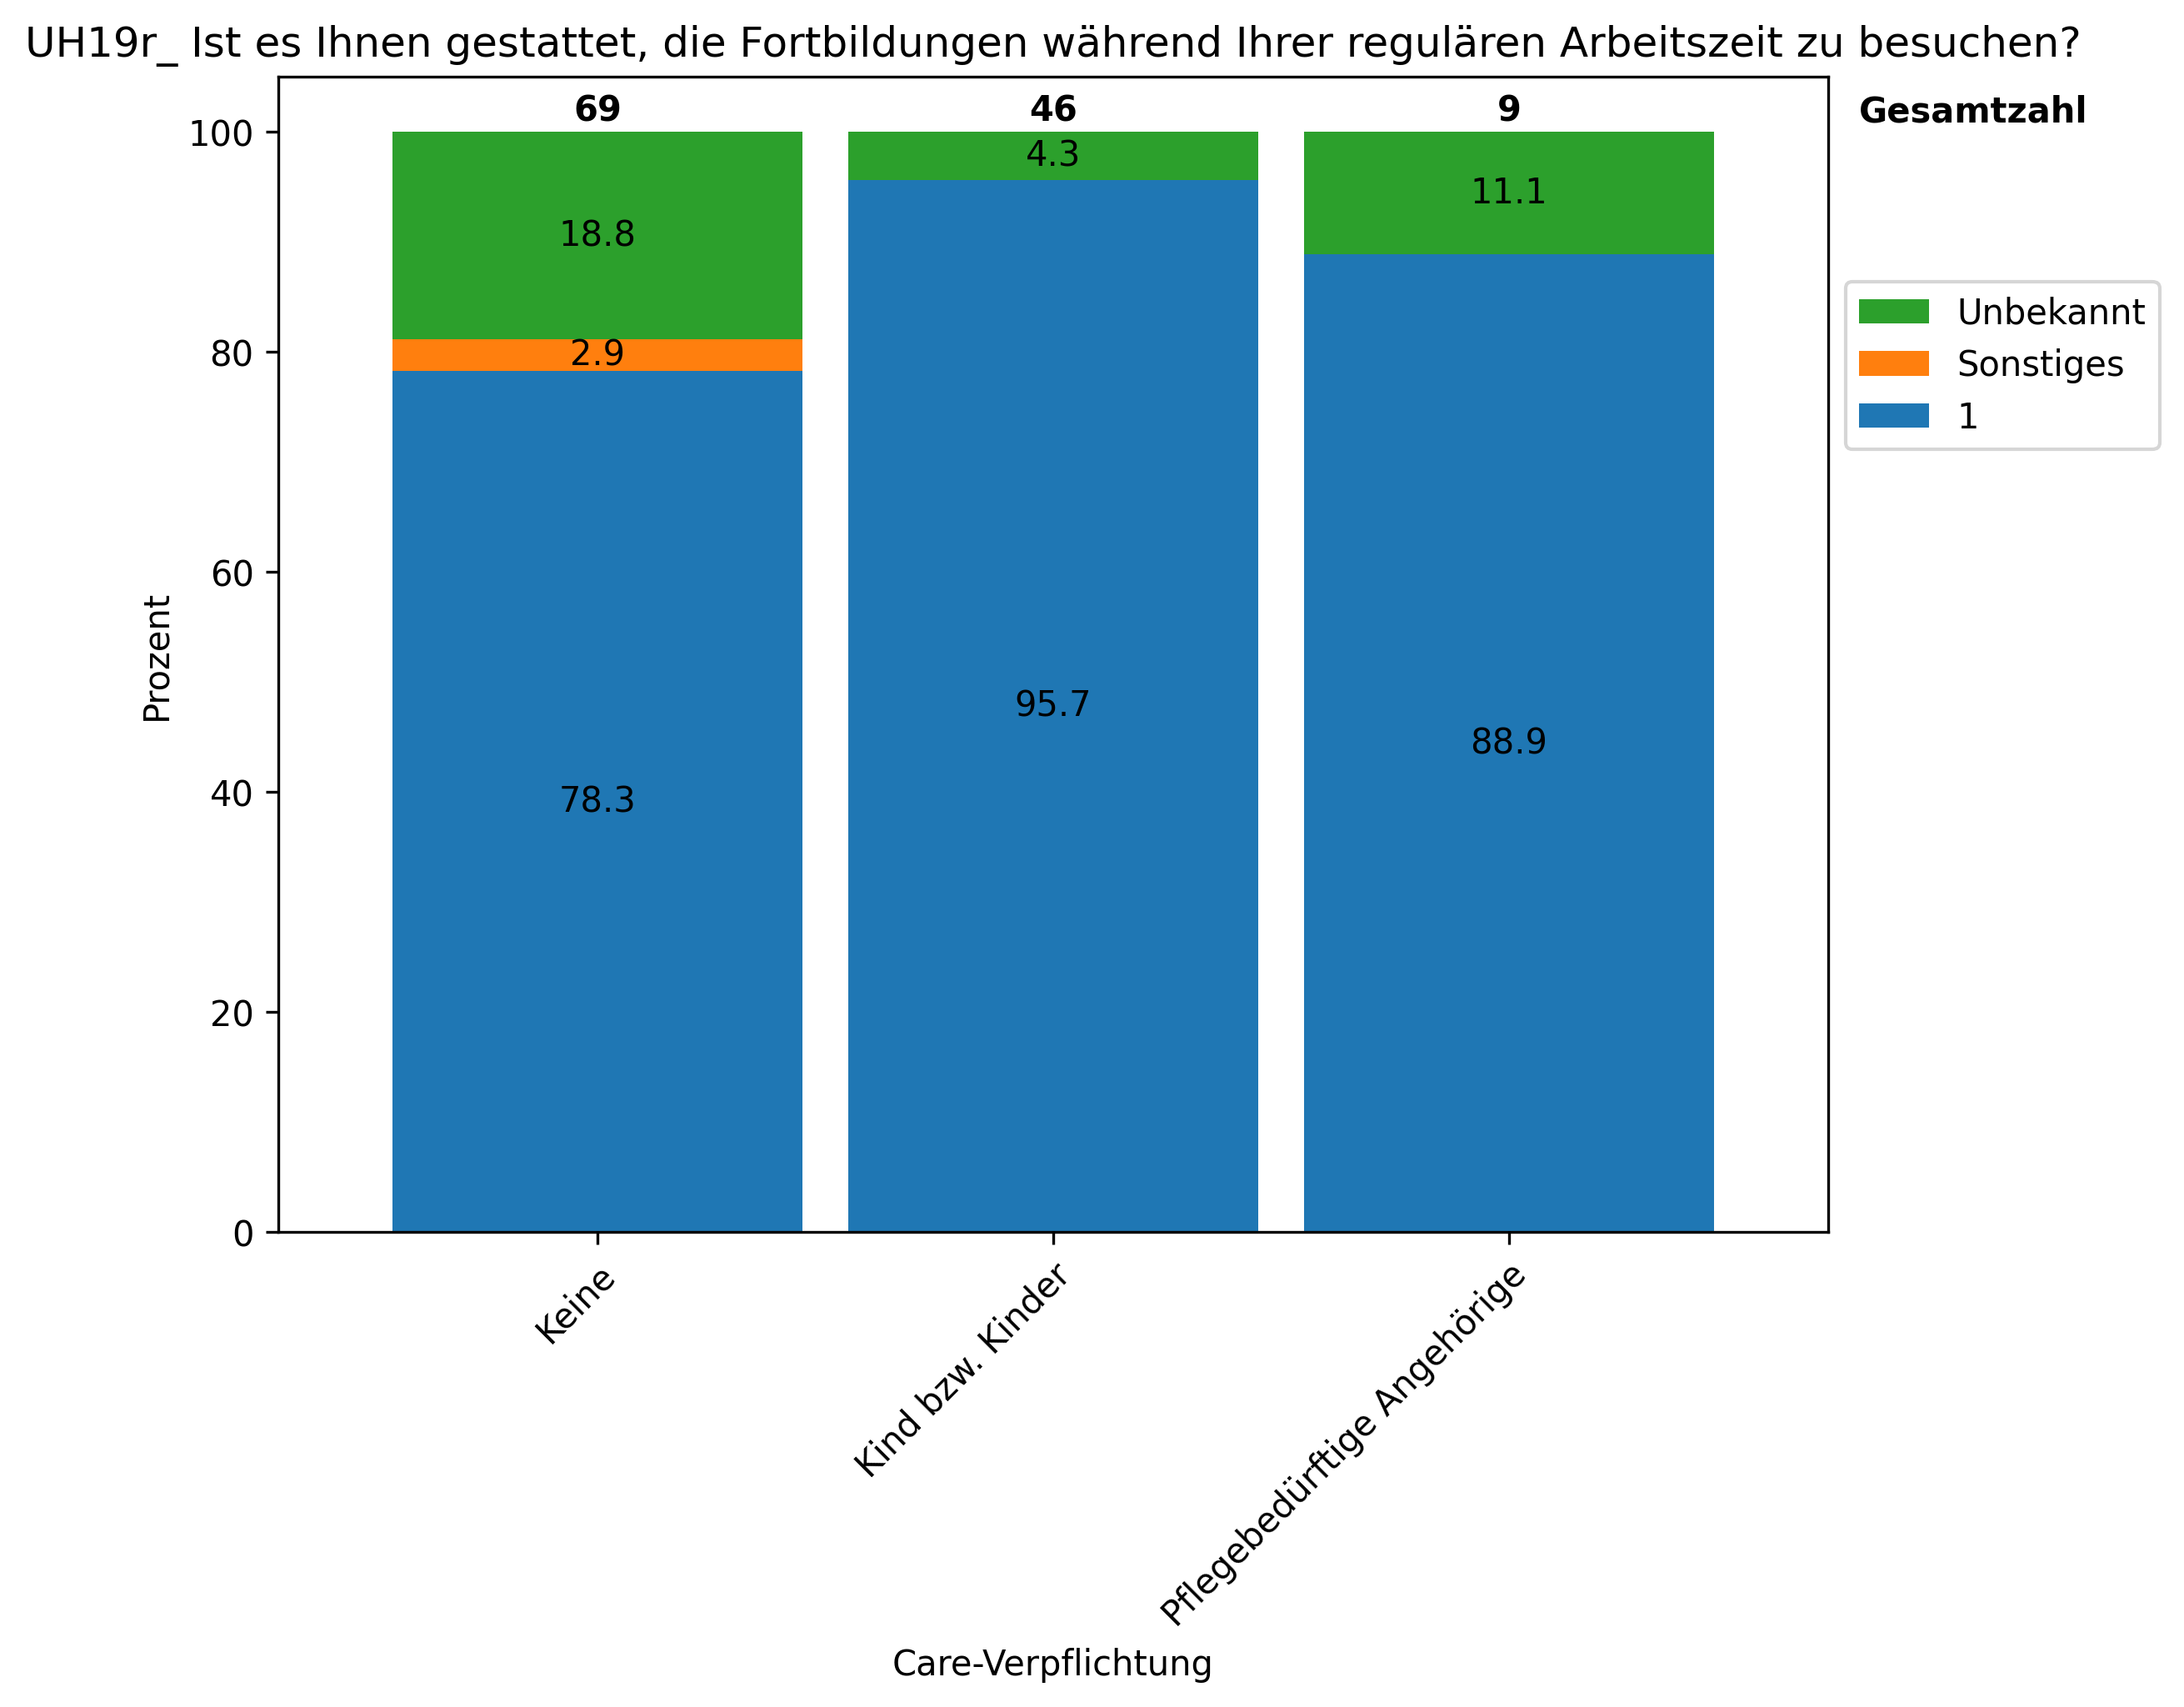 UH19r_ Ist es Ihnen gestattet, die Fortbildungen während Ihrer regulären Arbeitszeit zu besuchen?
69
46
9
Gesamtzahl
100
80
60
40
20
0
Prozent
18.8
2.9
78.3
4.3
95.7
11.1
88.9
Unbekannt
Sonstiges
1
Keine
Kind bzw. Kinder
Pflegebedürftige Angehörige
Care-Verpflichtung